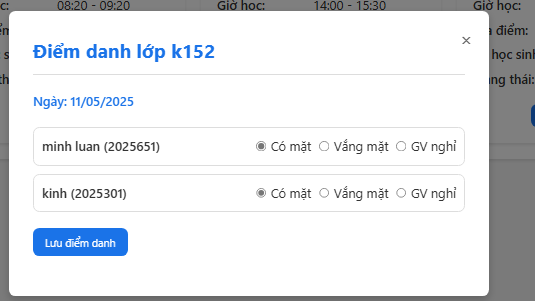 học: 08:20 - 09:20 Giờ học: 14:00 - 15:30 Giờ học:
×
Điểm danh lớp k152
điểm:
học sinh
thái:
Ngày: 11/05/2025
minh luan (2025651) Có mặt Vắng mặt GV nghỉ
kinh (2025301) Có mặt Vắng mặt GV nghỉ
Lưu điểm danh